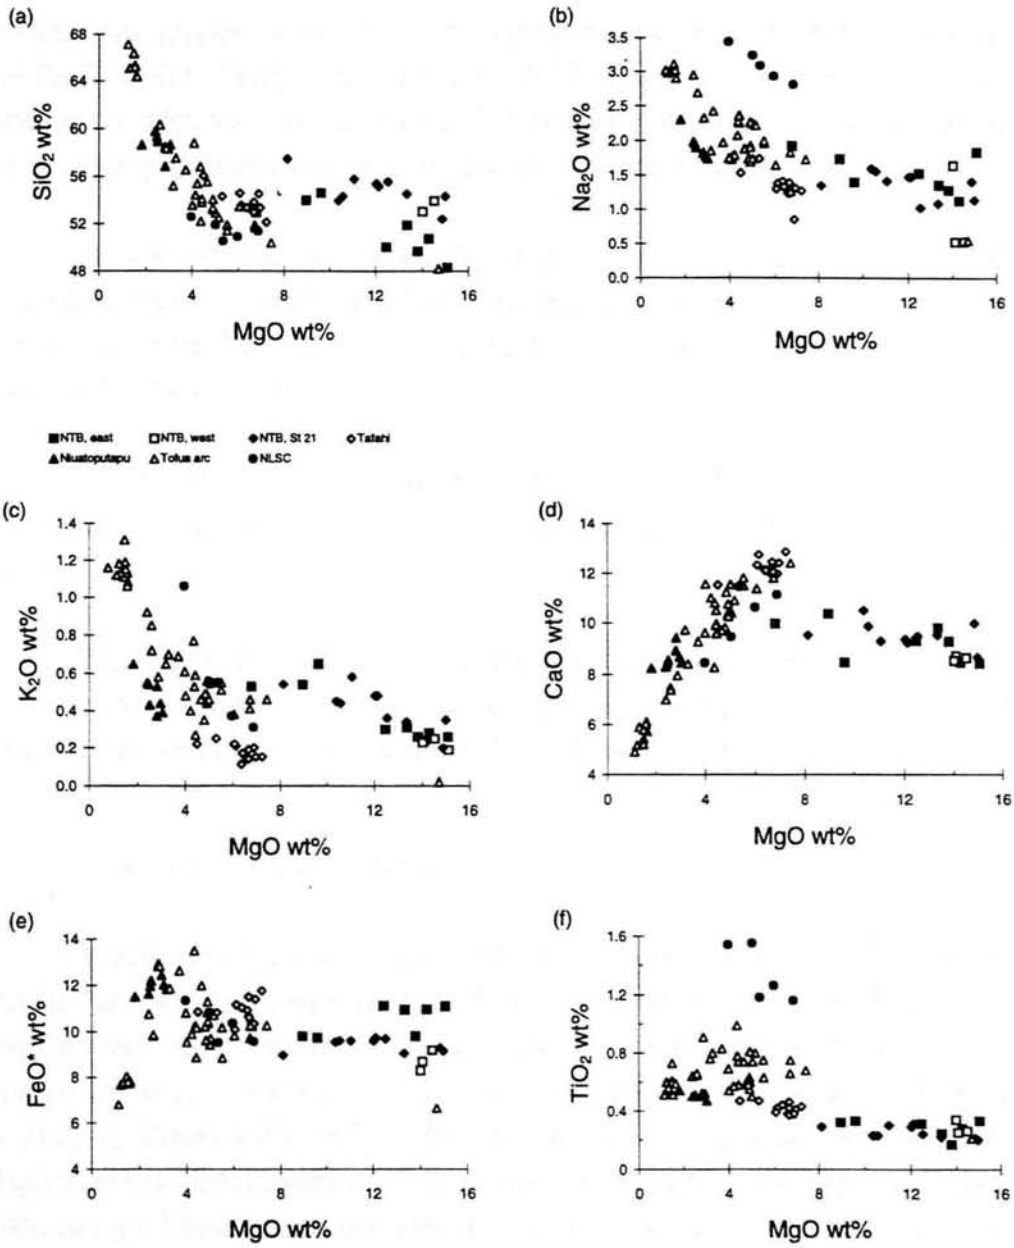 (a)
68
64
60
56
52
48
SiO2 wt%
0 4 8 12 16
MgO wt%
(b)
3.5
3.0
2.5
2.0
1.5
1.0
0.5
0.0
Na2O wt%
0 4 8 12 16
MgO wt%
NTB, east NTB, west NTB, St 21 Tafahi
Niuatoputapu Tofua arc NLSC
(c)
1.4
1.2
1.0
0.8
0.6
0.4
0.2
0.0
K2O wt%
0 4 8 12 16
MgO wt%
(d)
14
12
10
8
6
4
CaO wt%
0 4 8 12 16
MgO wt%
(e)
14
12
10
8
6
4
FeO* wt%
0 4 8 12 16
MgO wt%
(f)
1.6
1.2
0.8
0.4
0
TiO2 wt%
0 4 8 12 16
MgO wt%